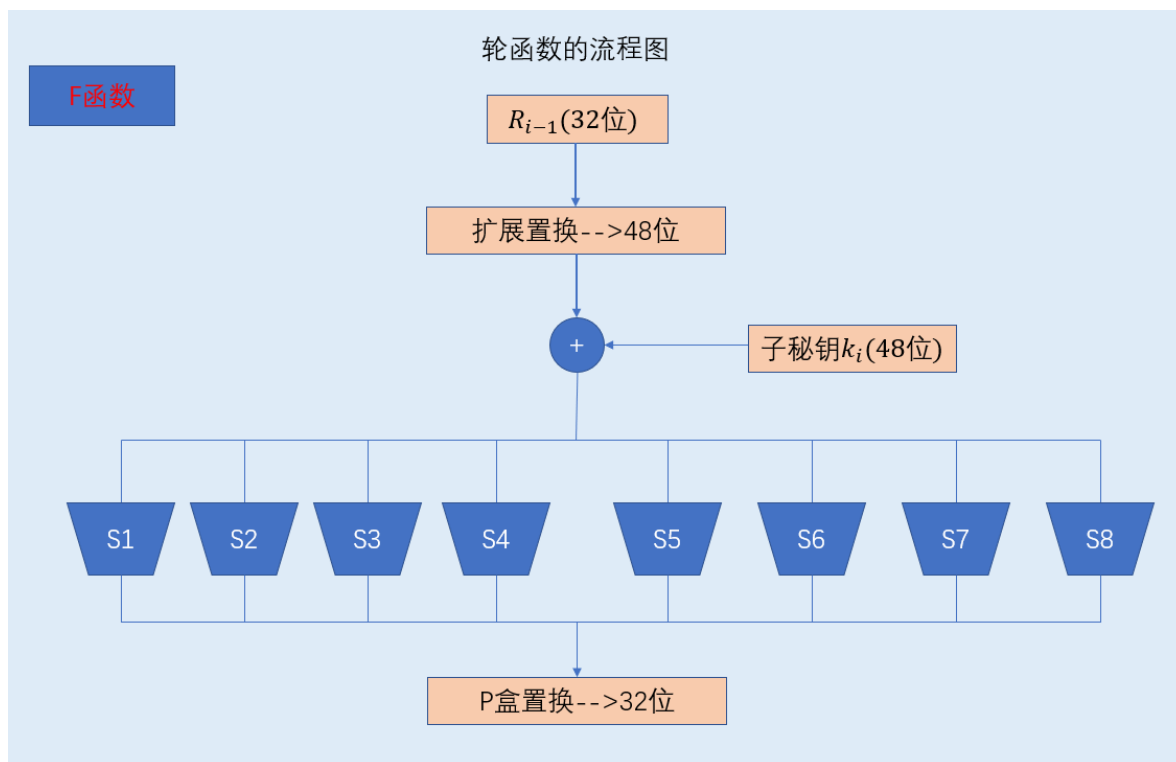 轮函数的流程图
F函数
R_{i-1}(32位)
扩展置换-->48位
+
子秘钥k_i(48位)
S1
S2
S3
S4
S5
S6
S7
S8
P盒置换-->32位